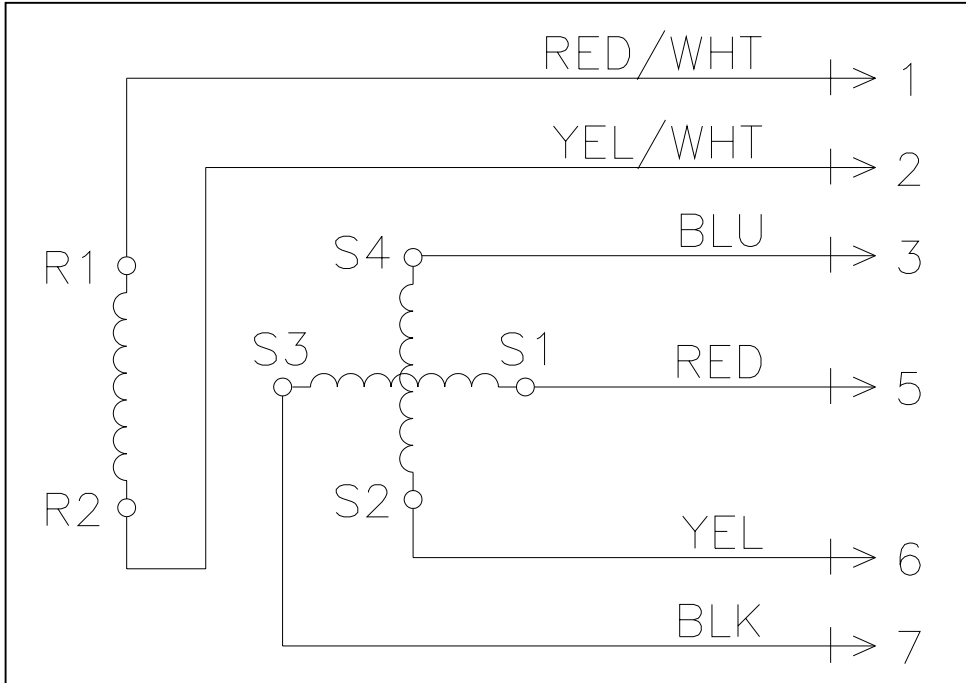 RED/WHT 1
YEL/WHT 2
BLU 3
R1
S4
S3
S1
RED 5
R2
S2
YEL 6
BLK 7